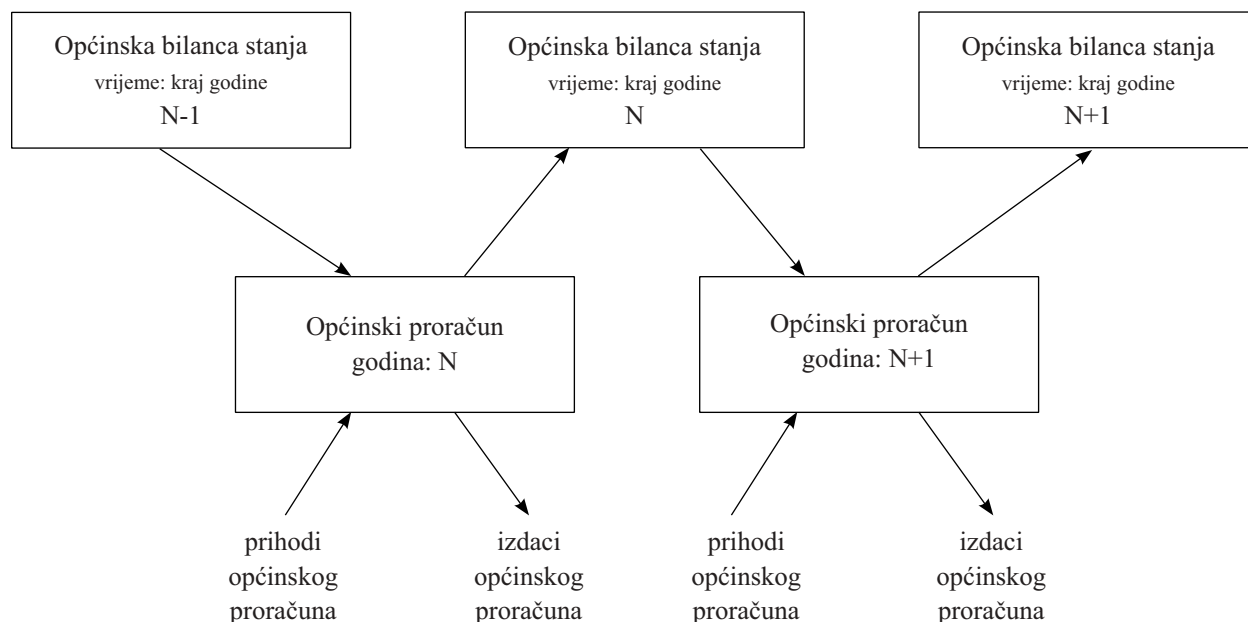 Općinska bilanca stanja
vrijeme: kraj godine
N-1
Općinska bilanca stanja
vrijeme: kraj godine
N
Općinska bilanca stanja
vrijeme: kraj godine
N+1
Općinski proračun
godina: N
Općinski proračun
godina: N+1
prihodi
općinskog
proračuna
izdaci
općinskog
proračuna
prihodi
općinskog
proračuna
izdaci
općinskog
proračuna